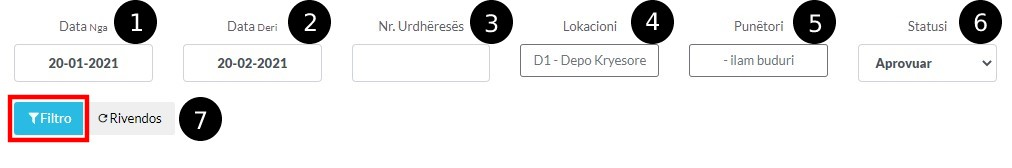 Data Nga 1 Data Deri 2 Nr. Urdhëresës 3 Lokacioni 4 Punëtori 5 Statusi 6
20-01-2021 20-02-2021 D1 - Depo Kryesore - ilam buduri Aprovuar
Filtro Rivendos 7